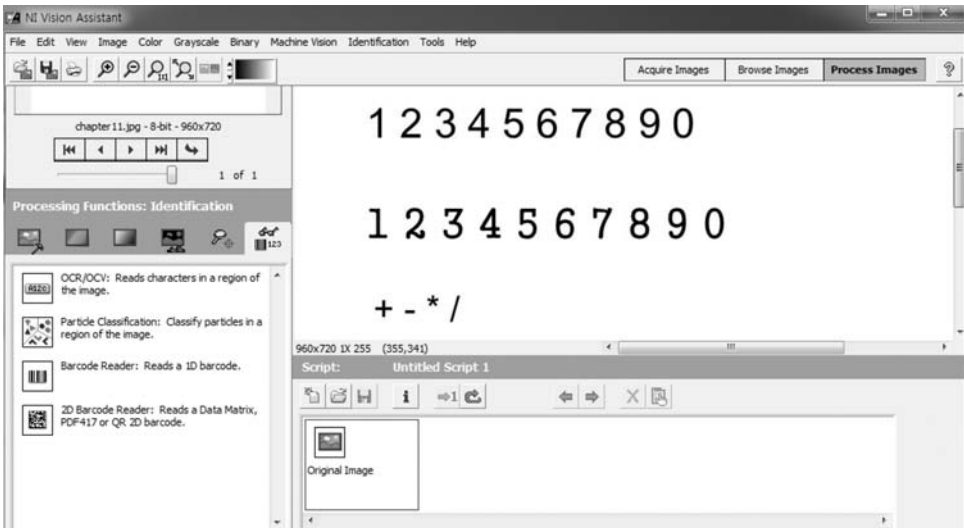 NI Vision Assistant
File Edit View Image Color Grayscale Binary Machine Vision Identification Tools Help
Acquire Images Browse Images Process Images
chapter11.jpg - 8-bit - 960x720
1 of 1
Processing Functions: Identification
123
A12c
OCR/OCV: Reads characters in a region of
the image.
Particle Classification: Classify particles in a
region of the image.
Barcode Reader: Reads a 1D barcode.
2D Barcode Reader: Reads a Data Matrix,
PDF417 or QR 2D barcode.
1 2 3 4 5 6 7 8 9 0
1 2 3 4 5 6 7 8 9 0
+ - * /
960x720 1X 255 (355,341)
Script: Untitled Script 1
Original Image